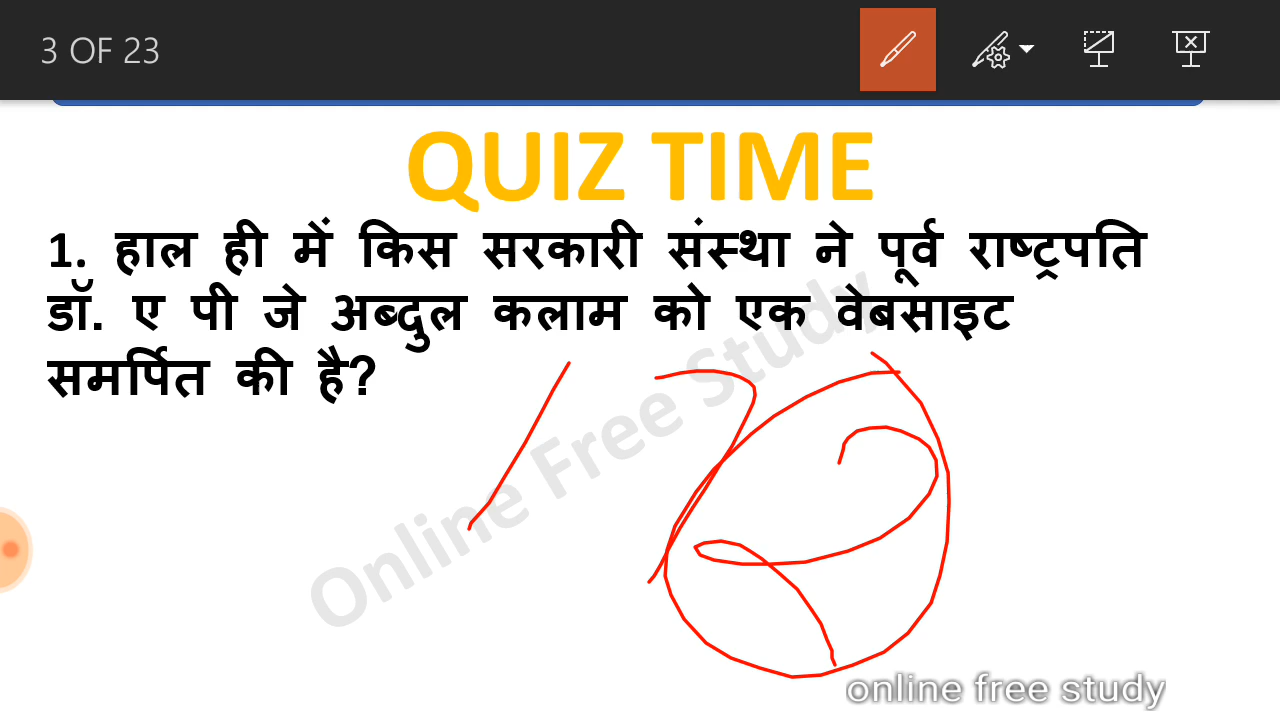 3 OF 23
QUIZ TIME
1. हाल ही में किस सरकारी संस्था ने पूर्व राष्ट्रपति
डॉ. ए पी जे अब्दुल कलाम को एक वेबसाइट
समर्पित की है?
Online Free Study
online free study